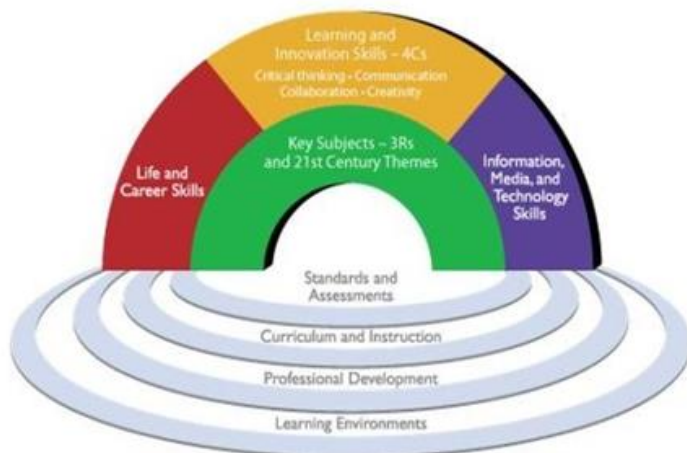 Learning and
Innovation Skills – 4Cs
Critical thinking • Communication
Collaboration • Creativity
Key Subjects – 3Rs
and 21st Century Themes
Life and
Career Skills
Information,
Media, and
Technology
Skills
Standards and
Assessments
Curriculum and Instruction
Professional Development
Learning Environments